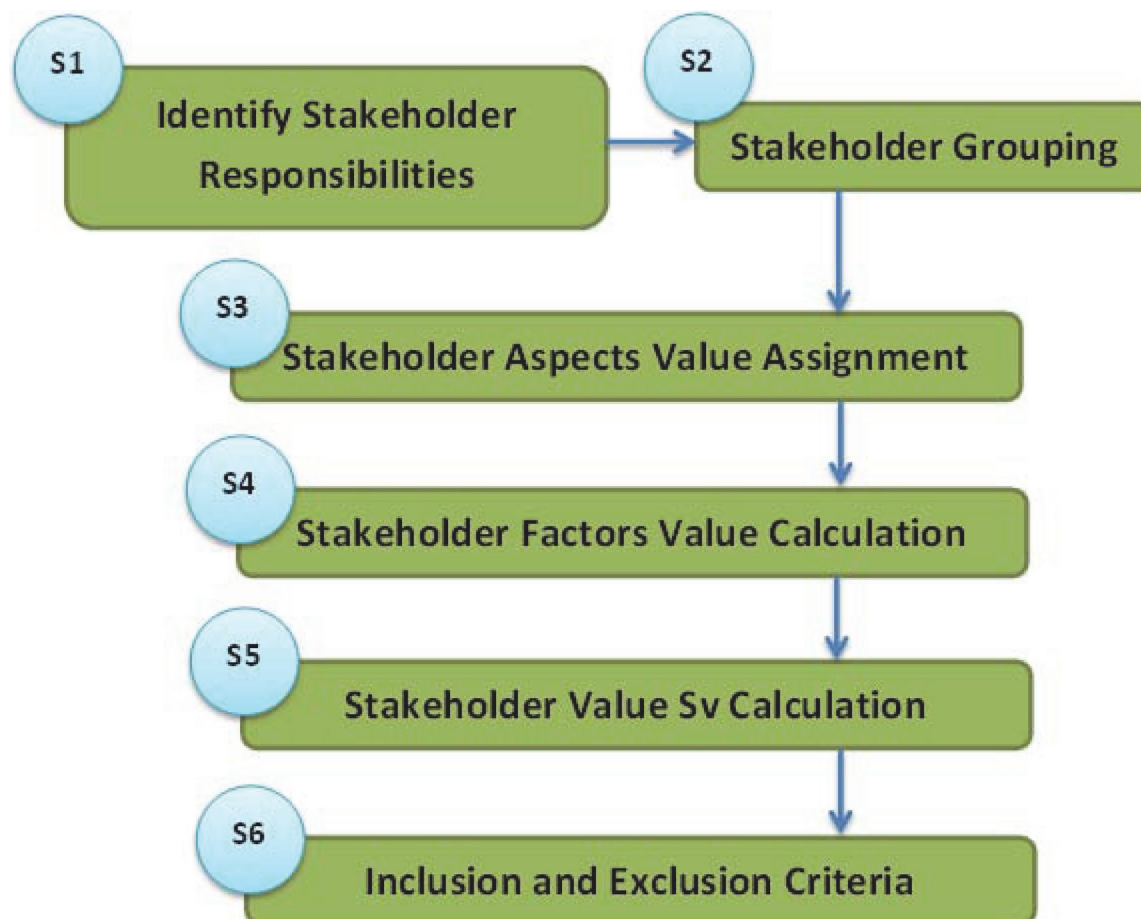 S1
Identify Stakeholder
Responsibilities
S2
Stakeholder Grouping
S3
Stakeholder Aspects Value Assignment
S4
Stakeholder Factors Value Calculation
S5
Stakeholder Value Sv Calculation
S6
Inclusion and Exclusion Criteria